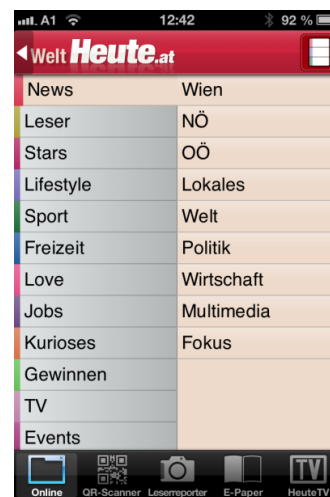 A1 12:42 92 %
Welt Heute.at
News Wien
Leser NÖ
Stars OÖ
Lifestyle Lokales
Sport Welt
Freizeit Politik
Love Wirtschaft
Jobs Multimedia
Kurioses Fokus
Gewinnen
TV
Events
TV
Online QR-Scanner Leserreporter E-Paper HeuteTV